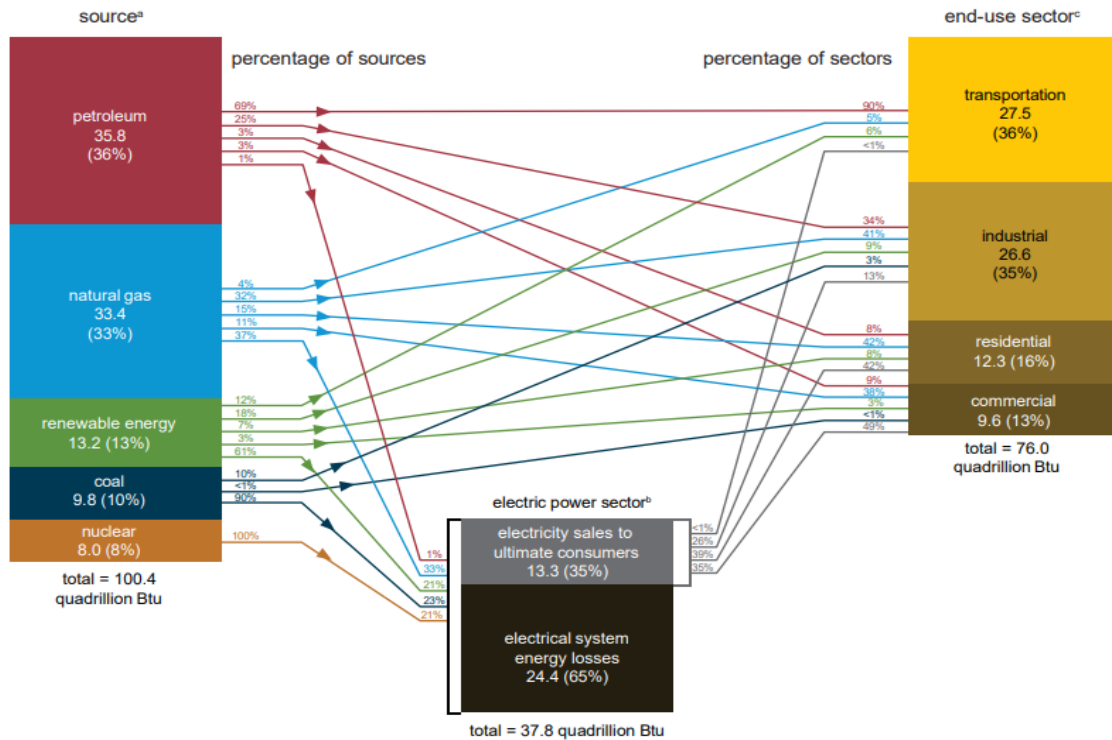 sourceᵃ
end-use sectorᶜ
percentage of sources
percentage of sectors
petroleum
35.8
(36%)
69%
25%
3%
3%
1%
natural gas
33.4
(33%)
4%
32%
15%
11%
37%
renewable energy
13.2 (13%)
12%
18%
7%
3%
61%
coal
9.8 (10%)
10%
<1%
90%
nuclear
8.0 (8%)
100%
total = 100.4
quadrillion Btu
90%
5%
6%
<1%
transportation
27.5
(36%)
34%
41%
9%
3%
13%
industrial
26.6
(35%)
8%
42%
8%
42%
residential
12.3 (16%)
9%
38%
3%
<1%
49%
commercial
9.6 (13%)
total = 76.0
quadrillion Btu
electric power sectorᵇ
1%
33%
21%
23%
21%
electricity sales to
ultimate consumers
13.3 (35%)
<1%
26%
39%
35%
electrical system
energy losses
24.4 (65%)
total = 37.8 quadrillion Btu